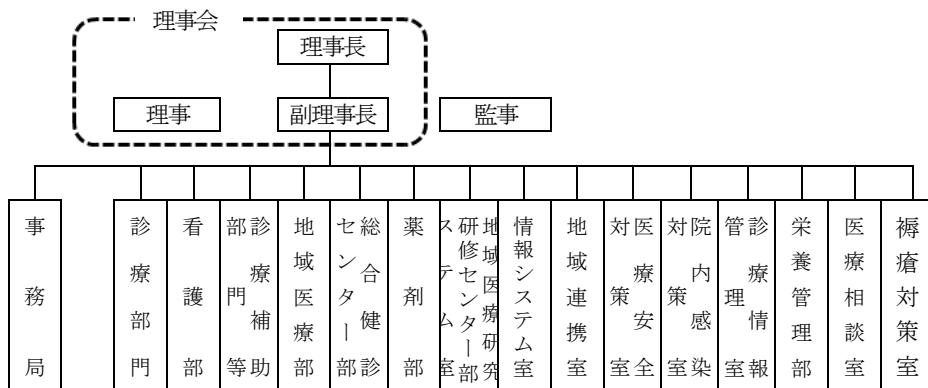 理事会
理事長
理事
副理事長
監事
事務局
診療部門
看護部
診療補助
部門等
地域医療部
総合健診
センター部
薬剤部
地域医療研究
研修センター部
ステム室
情報システム室
地域連携室
医療安全
対策室
院内感染
対策室
診療情報
管理室
栄養管理部
医療相談室
褥瘡対策室